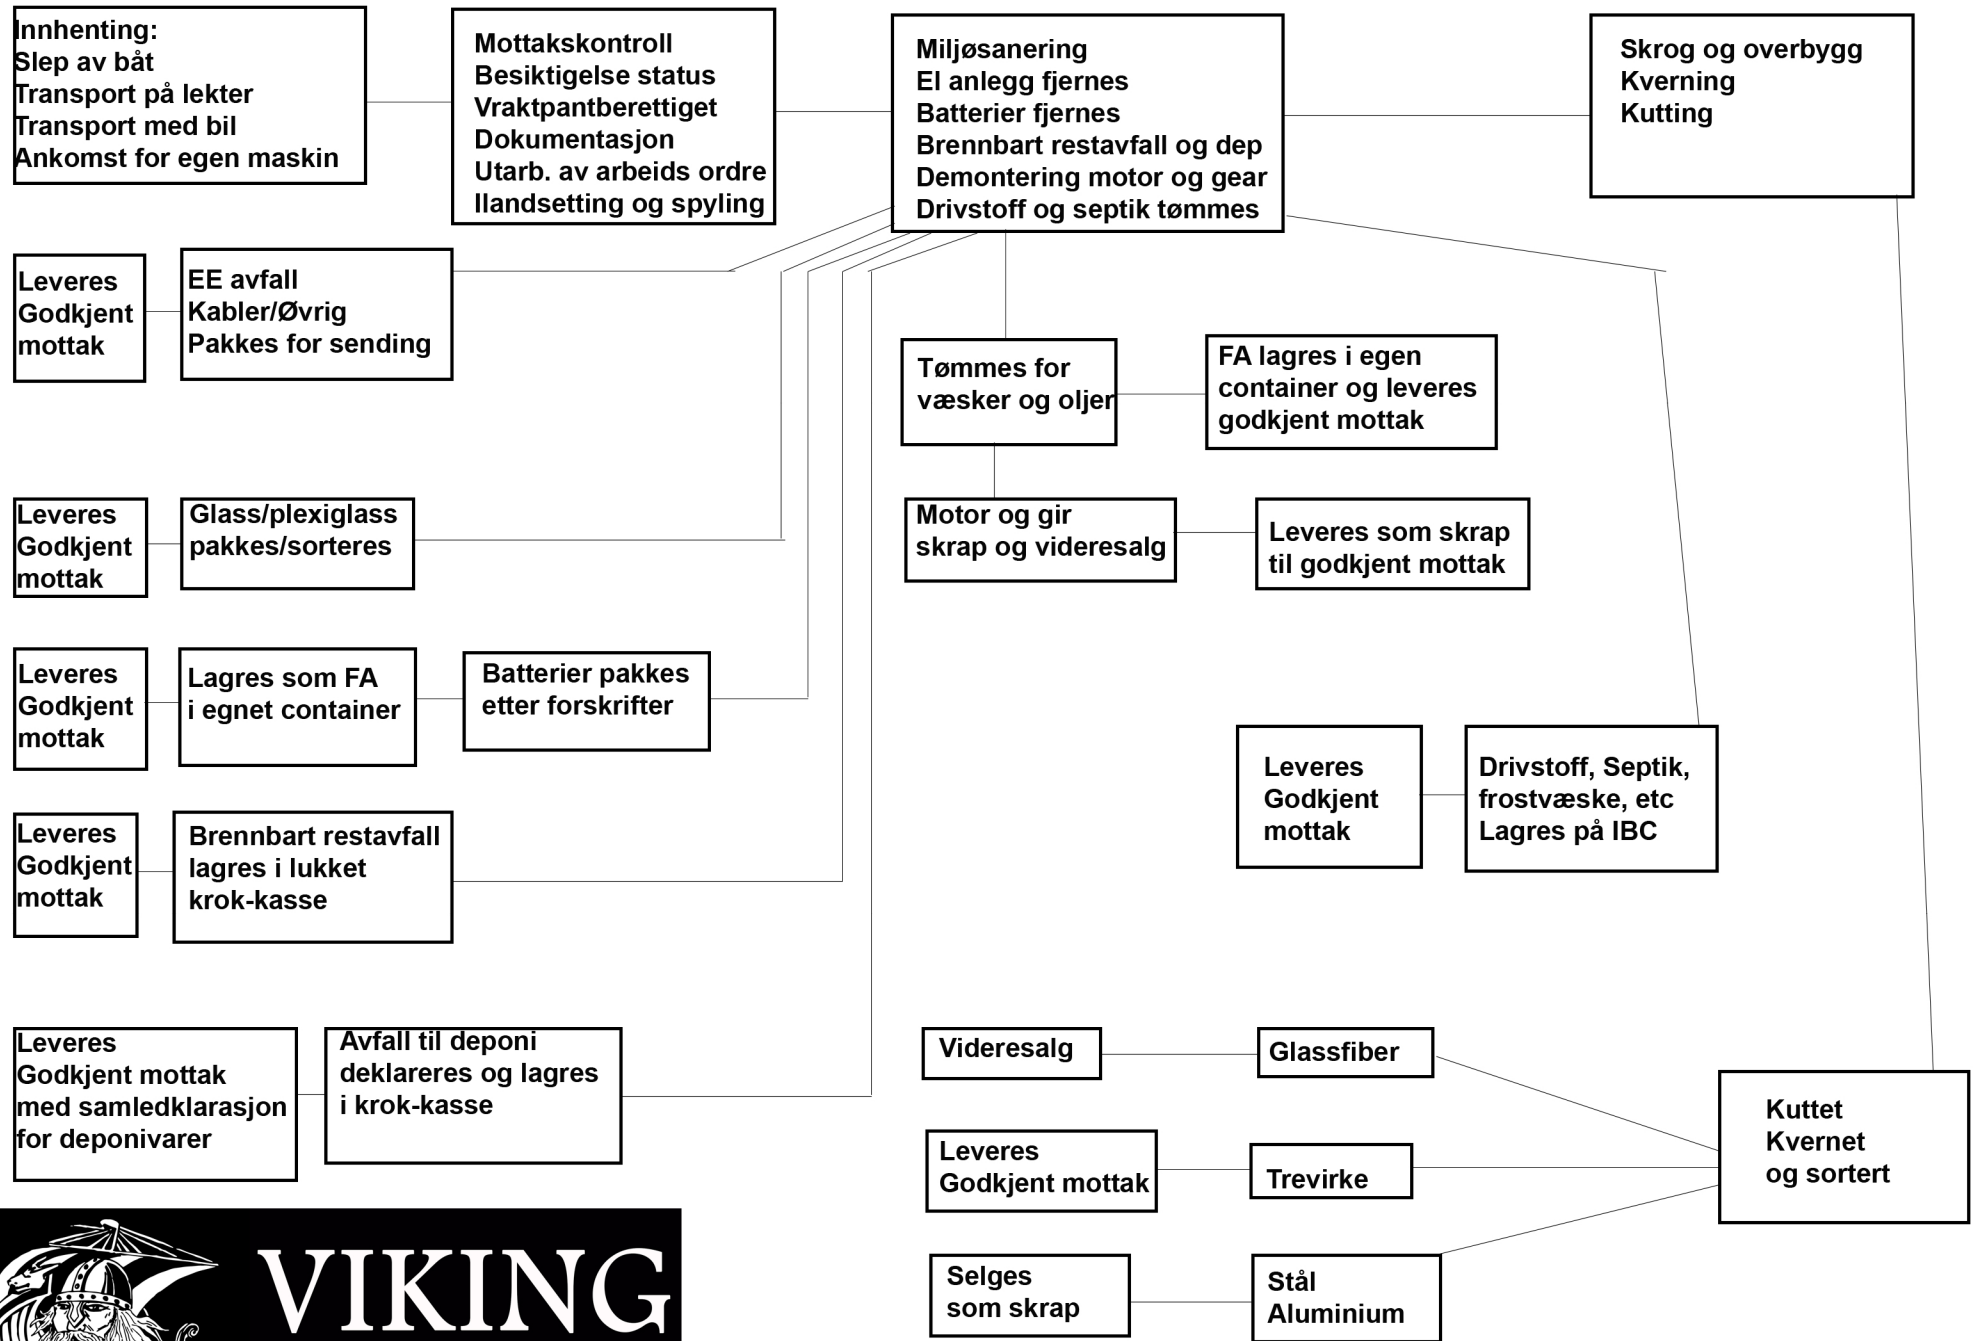 Innhenting:
Slep av båt
Transport på lekter
Transport med bil
Ankomst for egen maskin
Mottakskontroll
Besiktigelse status
Vraktpantberettiget
Dokumentasjon
Utarb. av arbeids ordre
Ilandsetting og spyling
Miljøsanering
El anlegg fjernes
Batterier fjernes
Brennbart restavfall og dep
Demontering motor og gear
Drivstoff og septik tømmes
Skrog og overbygg
Kverning
Kutting
Leveres
Godkjent
mottak
EE avfall
Kabler/Øvrig
Pakkes for sending
Tømmes for
væsker og oljer
FA lagres i egen
container og leveres
godkjent mottak
Leveres
Godkjent
mottak
Glass/plexiglass
pakkes/sorteres
Motor og gir
skrap og videresalg
Leveres som skrap
til godkjent mottak
Leveres
Godkjent
mottak
Lagres som FA
i egnet container
Batterier pakkes
etter forskrifter
Leveres
Godkjent
mottak
Drivstoff, Septik,
frostvæske, etc
Lagres på IBC
Leveres
Godkjent
mottak
Brennbart restavfall
lagres i lukket
krok-kasse
Leveres
Godkjent mottak
med samledklarasjon
for deponivarer
Avfall til deponi
deklareres og lagres
i krok-kasse
Videresalg
Glassfiber
Kuttet
Kvernet
og sortert
Leveres
Godkjent mottak
Trevirke
Selges
som skrap
Stål
Aluminium
VIKING